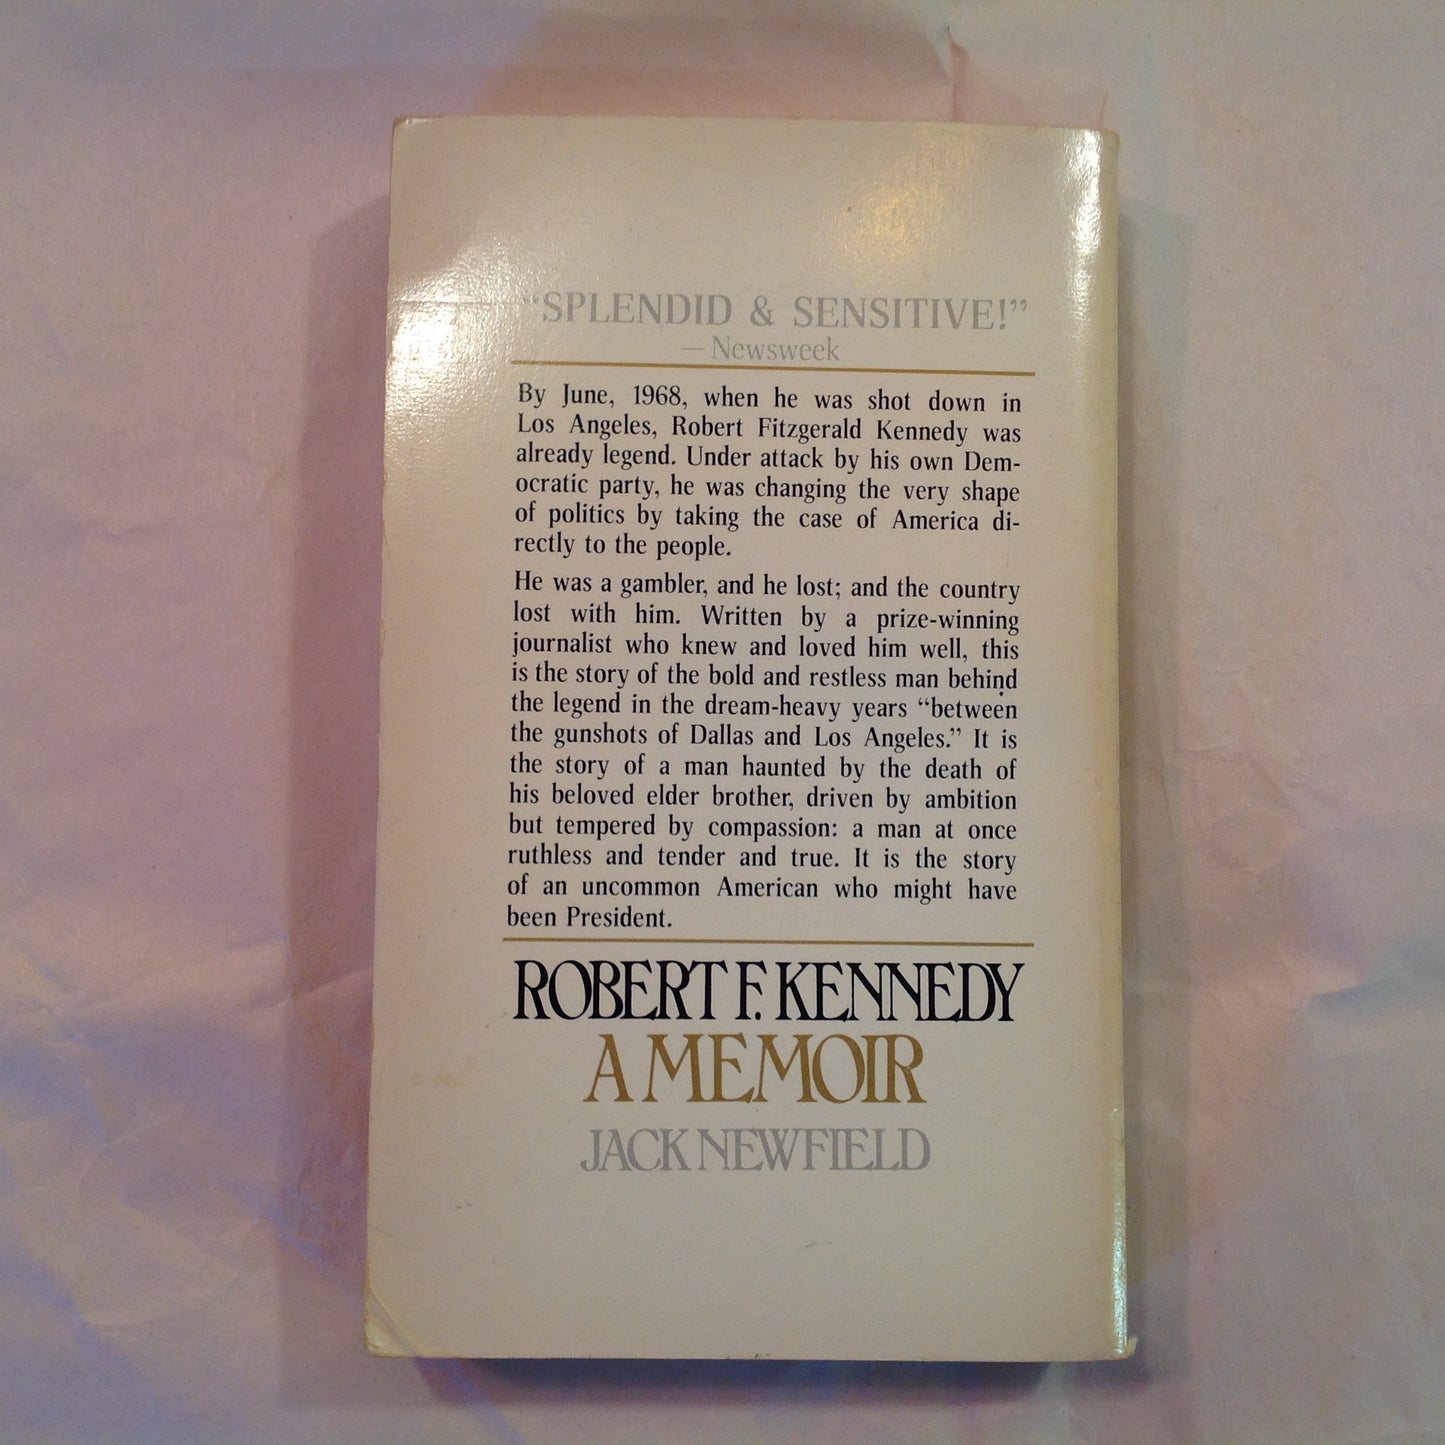 “SPLENDID & SENSITIVE!”
— Newsweek
By June, 1968, when he was shot down in
Los Angeles, Robert Fitzgerald Kennedy was
already legend. Under attack by his own Dem-
ocratic party, he was changing the very shape
of politics by taking the case of America di-
rectly to the people.
He was a gambler, and he lost; and the country
lost with him. Written by a prize-winning
journalist who knew and loved him well, this
is the story of the bold and restless man behind
the legend in the dream-heavy years “between
the gunshots of Dallas and Los Angeles.” It is
the story of a man haunted by the death of
his beloved elder brother, driven by ambition
but tempered by compassion: a man at once
ruthless and tender and true. It is the story
of an uncommon American who might have
been President.
ROBERT F. KENNEDY
A MEMOIR
JACK NEWFIELD